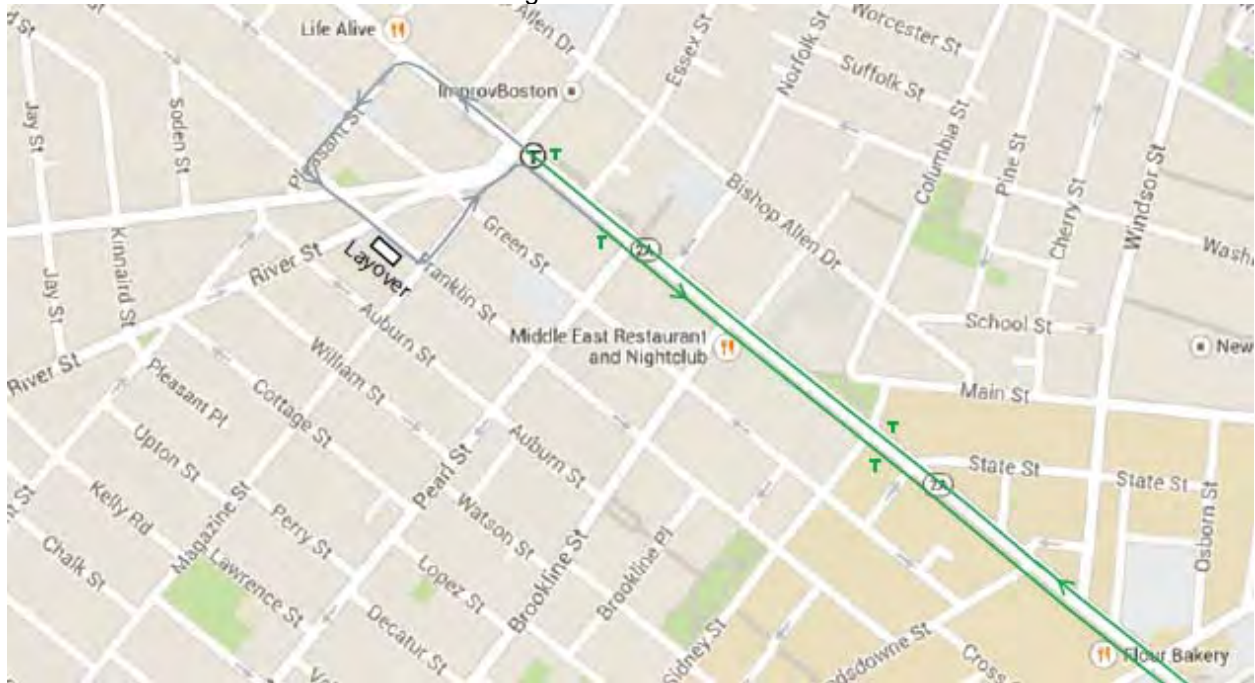 Life Alive
Allen Dr
Essex St
Norfolk St
Worcester St
Suffolk St
ImprovBoston
Jay St
Soden St
Pleasant St
T T
Columbia St
Pine St
Cherry St
Windsor St
Bishop Allen Dr
Kinnaird St
River St
Layover
Franklin St
Green St
T
2A
Jay St
Auburn St
School St
New
Middle East Restaurant
and Nightclub
River St
William St
Main St
Pleasant Pl
Cottage St
Upton St
Pearl St
Auburn St
T
T
State St
State St
2A
Osborn St
Kelly Rd
Perry St
Magazine St
Watson St
Chalk St
Lawrence St
Lopez St
Brookline St
Brookline Pl
Decatur St
Sidney St
dsdowne St
Cross
Flour Bakery